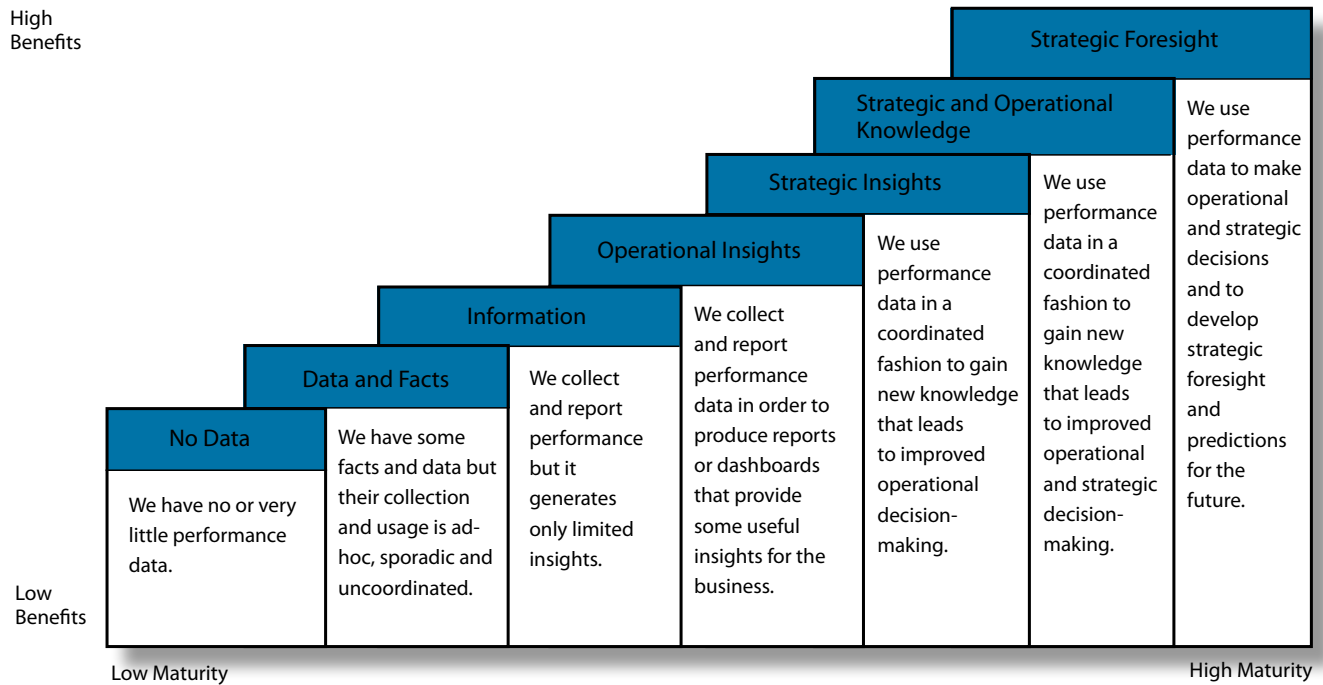 High
Benefits
Strategic Foresight
Strategic and Operational
Knowledge
Strategic Insights
Operational Insights
Information
Data and Facts
No Data
We have no or very
little performance
data.
We have some
facts and data but
their collection
and usage is ad-
hoc, sporadic and
uncoordinated.
We collect
and report
performance
but it
generates
only limited
insights.
We collect
and report
performance
data in order to
produce reports
or dashboards
that provide
some useful
insights for the
business.
We use
performance
data in a
coordinated
fashion to gain
new knowledge
that leads
to improved
operational
decision-
making.
We use
performance
data in a
coordinated
fashion to
gain new
knowledge
that leads
to improved
operational
and strategic
decision-
making.
We use
performance
data to make
operational
and strategic
decisions
and to
develop
strategic
foresight
and
predictions
for the
future.
Low
Benefits
Low Maturity
High Maturity